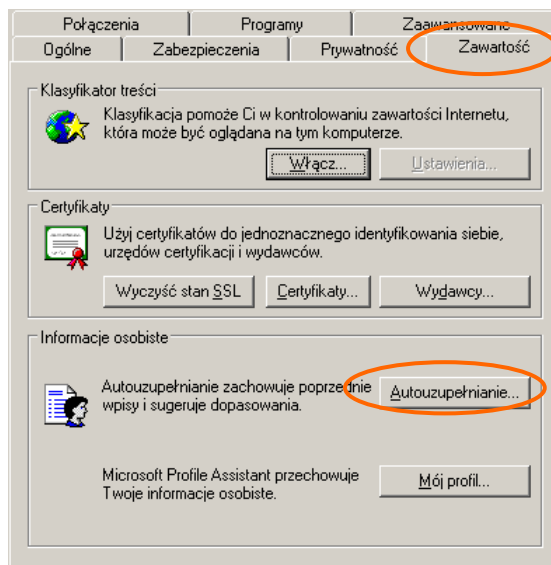 Połączenia Programy Zaawansowane
Ogólne Zabezpieczenia Prywatność Zawartość
Klasyfikator treści
Klasyfikacja pomoże Ci w kontrolowaniu zawartości Internetu,
która może być oglądana na tym komputerze.
Włącz... Ustawienia...
Certyfikaty
Użyj certyfikatów do jednoznacznego identyfikowania siebie,
urzędów certyfikacji i wydawców.
Wyczyść stan SSL Certyfikaty... Wydawcy...
Informacje osobiste
Autouzupełnianie zachowuje poprzednie
wpisy i sugeruje dopasowania.
Autouzupełnianie...
Microsoft Profile Assistant przechowuje
Twoje informacje osobiste.
Mój profil...